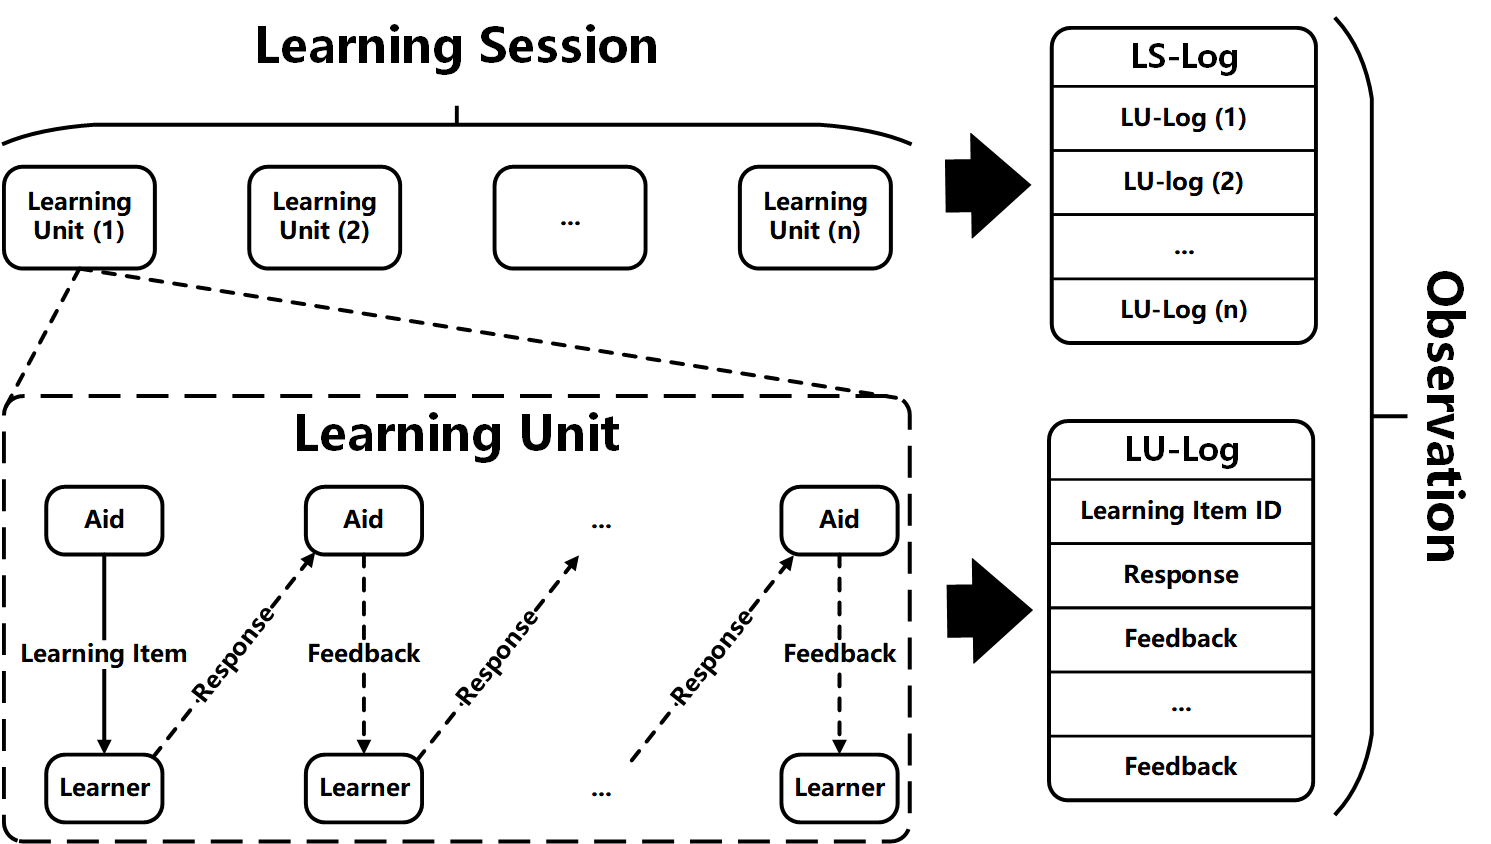 Learning Session
Learning
Unit (1)
Learning
Unit (2)
...
Learning
Unit (n)
LS-Log
LU-Log (1)
LU-log (2)
...
LU-Log (n)
Observation
Learning Unit
Aid
Aid
...
Aid
Learning Item
Response
Feedback
Response
Response
Feedback
Learner
Learner
...
Learner
LU-Log
Learning Item ID
Response
Feedback
...
Feedback